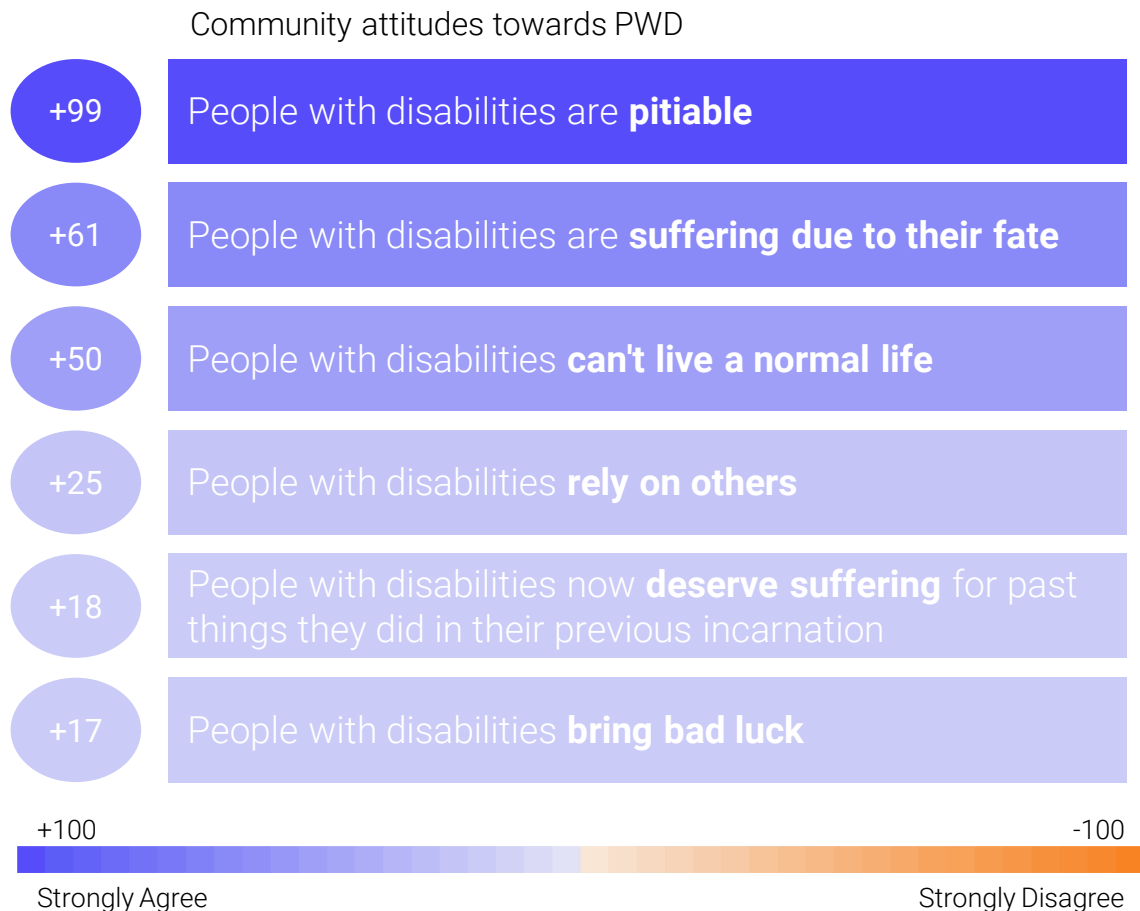 Community attitudes towards PWD
+99
People with disabilities are pitiable
+61
People with disabilities are suffering due to their fate
+50
People with disabilities can't live a normal life
+25
People with disabilities rely on others
+18
People with disabilities now deserve suffering for past
things they did in their previous incarnation
+17
People with disabilities bring bad luck
+100 -100
Strongly Agree Strongly Disagree